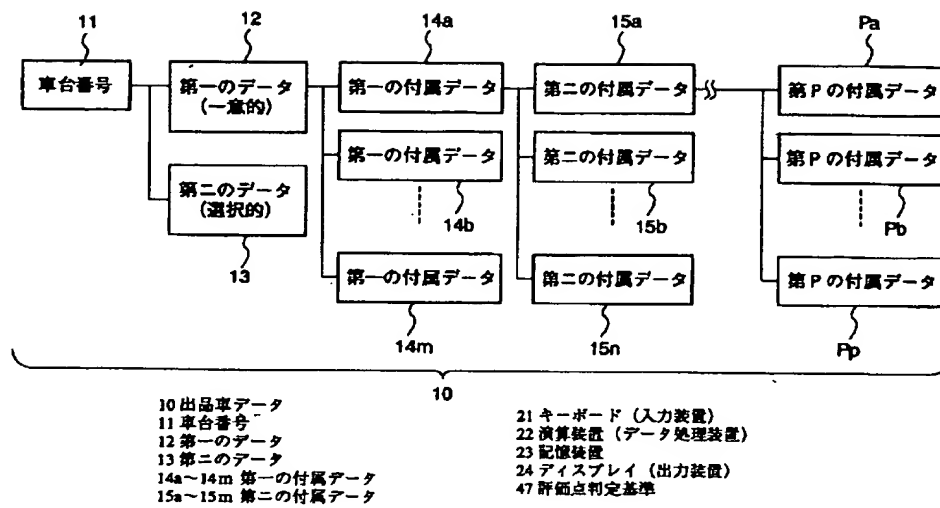 11
12
14a
15a
Pa
車台番号
第一のデータ
(一意的)
第一の付属データ
第二の付属データ
第Pの付属データ
第一の付属データ
第二の付属データ
第Pの付属データ
第二のデータ
(選択的)
14b
15b
Pb
13
第一の付属データ
第二の付属データ
第Pの付属データ
14m
15n
Pp
10
10 出品車データ
11 車台番号
12 第一のデータ
13 第二のデータ
14a~14m 第一の付属データ
15a~15m 第二の付属データ
21 キーボード (入力装置)
22 演算装置 (データ処理装置)
23 記憶装置
24 ディスプレイ (出力装置)
47 評価点判定基準